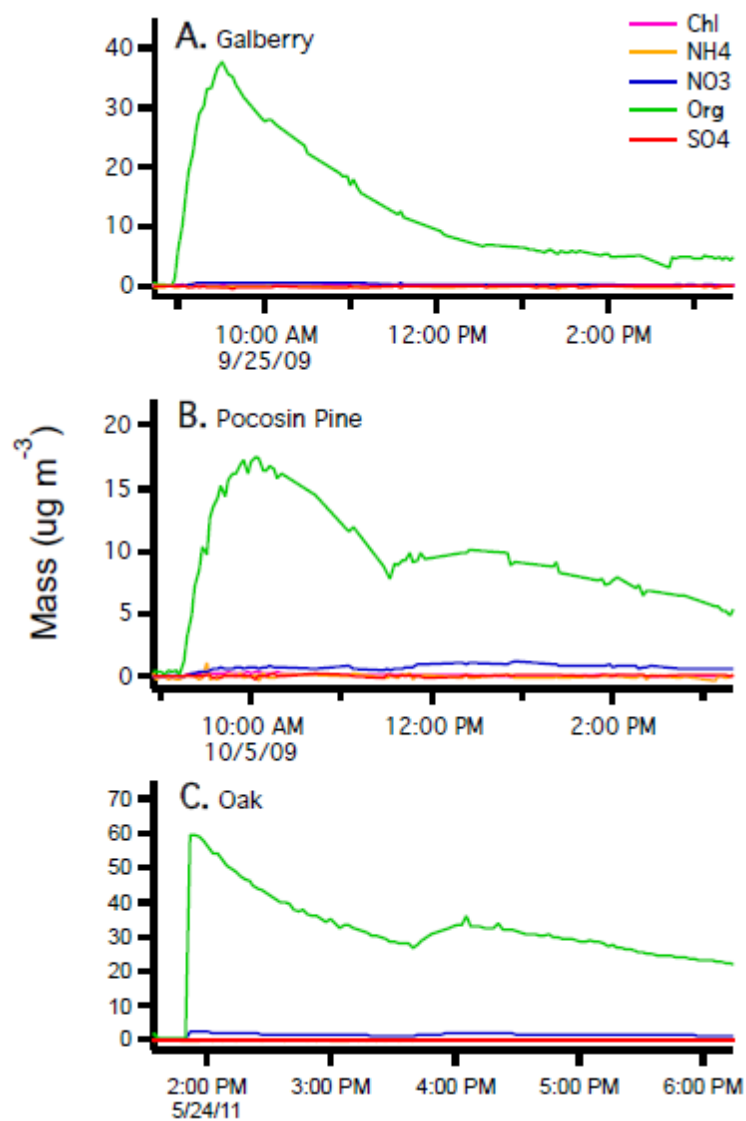 A. Galberry
Chl
NH4
NO3
Org
SO4
40
30
20
10
0
10:00 AM 12:00 PM 2:00 PM
9/25/09
Mass (ug m-3)
B. Pocosin Pine
20
15
10
5
0
10:00 AM 12:00 PM 2:00 PM
10/5/09
C. Oak
70
60
50
40
30
20
10
0
2:00 PM 3:00 PM 4:00 PM 5:00 PM 6:00 PM
5/24/11